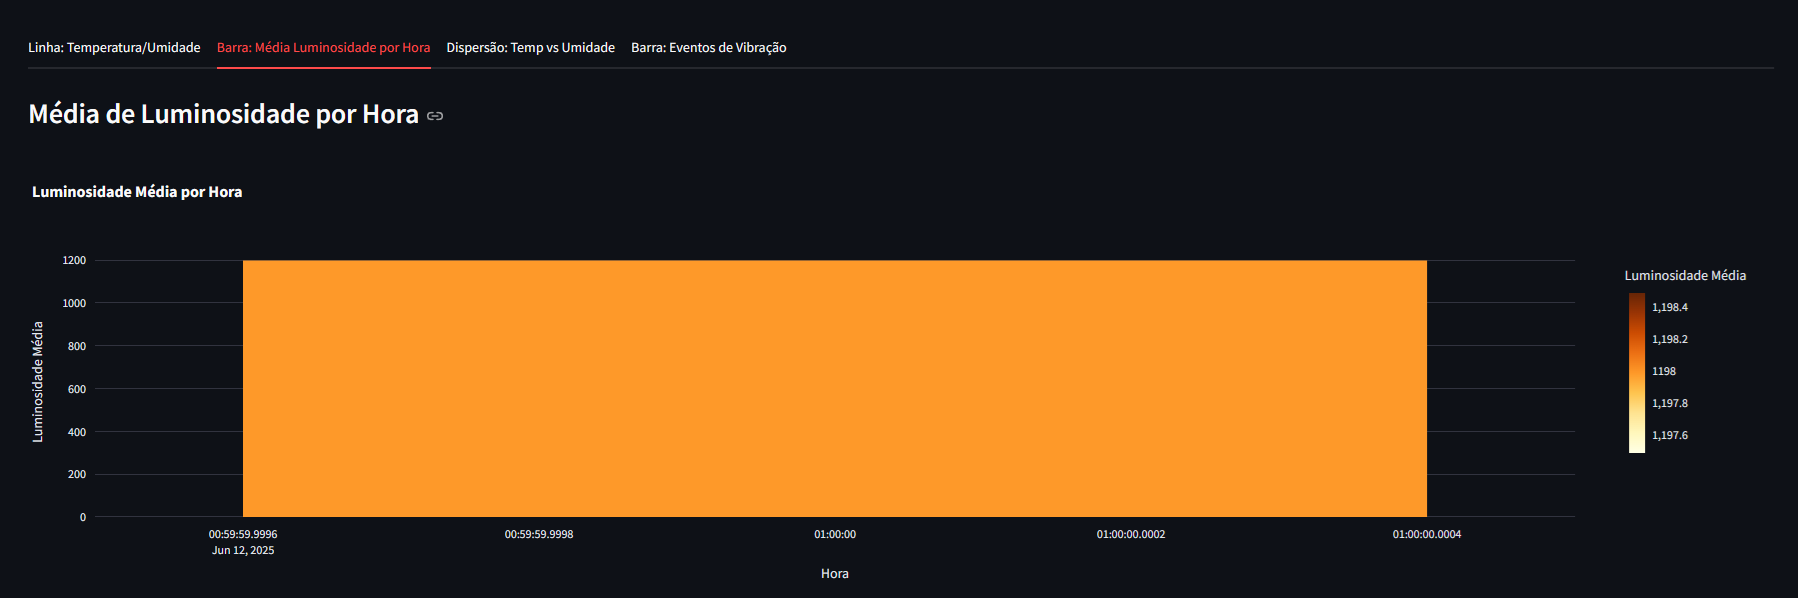 Linha: Temperatura/Umidade Barra: Média Luminosidade por Hora Dispersão: Temp vs Umidade Barra: Eventos de Vibração
Média de Luminosidade por Hora
Luminosidade Média por Hora
Luminosidade Média
1200
1000
800
600
400
200
0
00:59:59.9996 00:59:59.9998 01:00:00 01:00:00.0002 01:00:00.0004
Jun 12, 2025
Hora
Luminosidade Média
1,198.4
1,198.2
1198
1,197.8
1,197.6